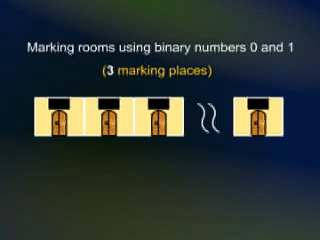 Marking rooms using binary numbers 0 and 1
(3 marking places)